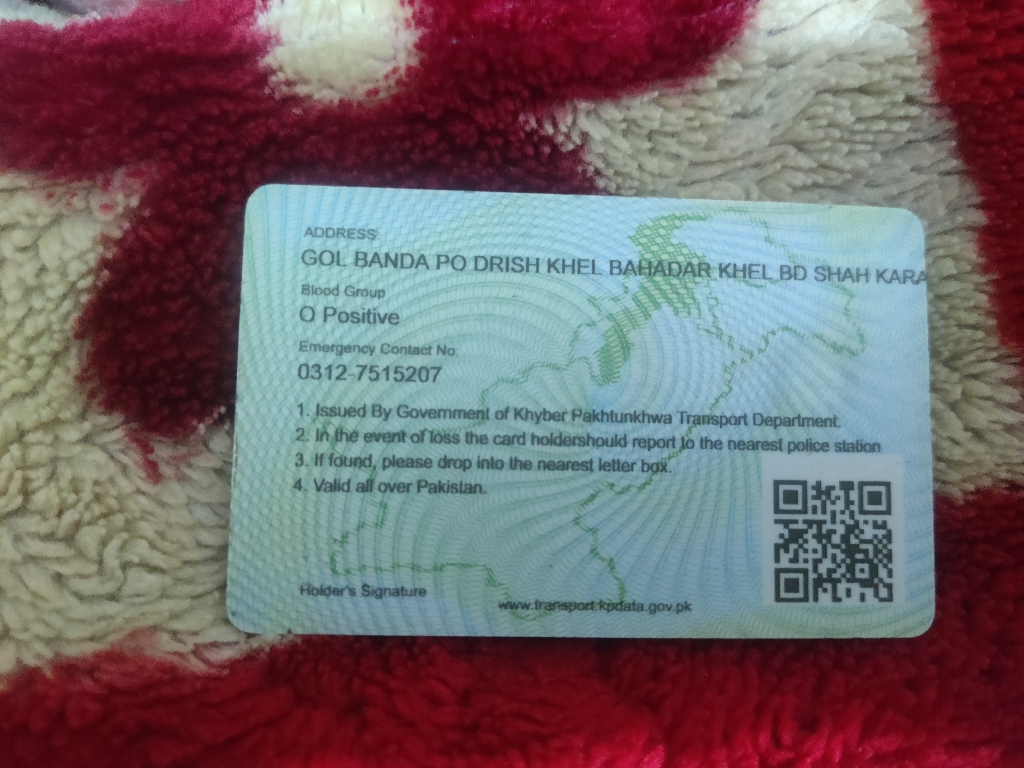 ADDRESS:
GOL BANDA PO DRISH KHEL BAHADAR KHEL BD SHAH KARA
Blood Group
O Positive
Emergency Contact No:
0312-7515207
1. Issued By Government of Khyber Pakhtunkhwa Transport Department.
2. In the event of loss the card holdershould report to the nearest police station
3. If found, please drop into the nearest letter box.
4. Valid all over Pakistan.
Holder's Signature
www.transport.kpdata.gov.pk